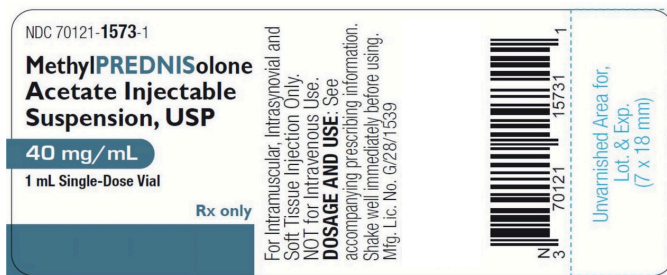 NDC 70121-1573-1
MethylPREDNISolone
Acetate Injectable
Suspension, USP
40 mg/mL
1 mL Single-Dose Vial
Rx only
For Intramuscular, Intrasynovial and
Soft Tissue Injection Only.
NOT for Intravenous Use.
DOSAGE AND USE: See
accompanying prescribing information.
Shake well immediately before using.
Mfg. Lic. No. G/28/1539
N
3 70121 15731 1
Unvarnished Area for,
Lot. & Exp.
(7 x 18 mm)